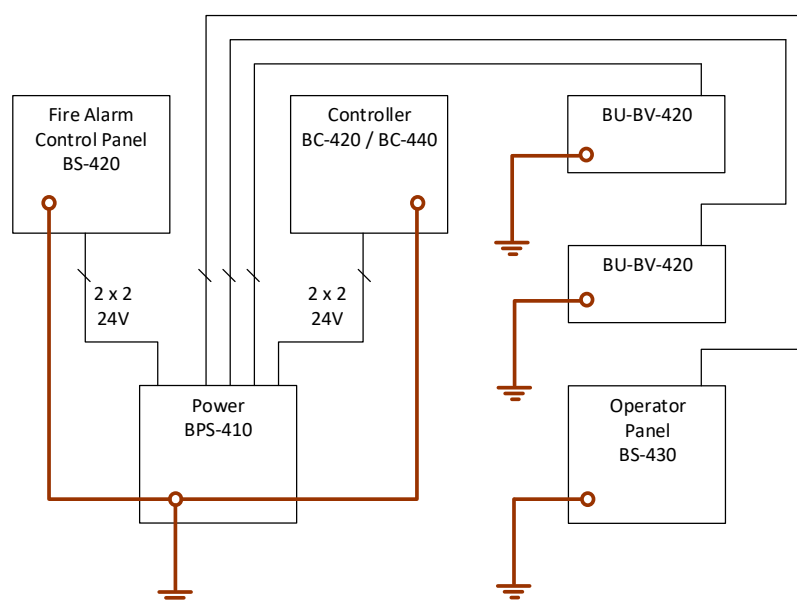 Fire Alarm
Control Panel
BS-420
Controller
BC-420 / BC-440
BU-BV-420
BU-BV-420
2 x 2
24V
2 x 2
24V
Power
BPS-410
Operator
Panel
BS-430